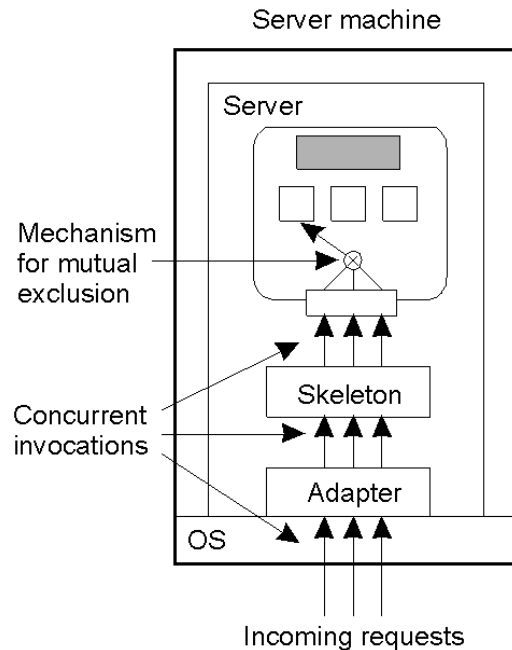 Server machine
Server
Mechanism
for mutual
exclusion
Skeleton
Concurrent
invocations
Adapter
OS
Incoming requests